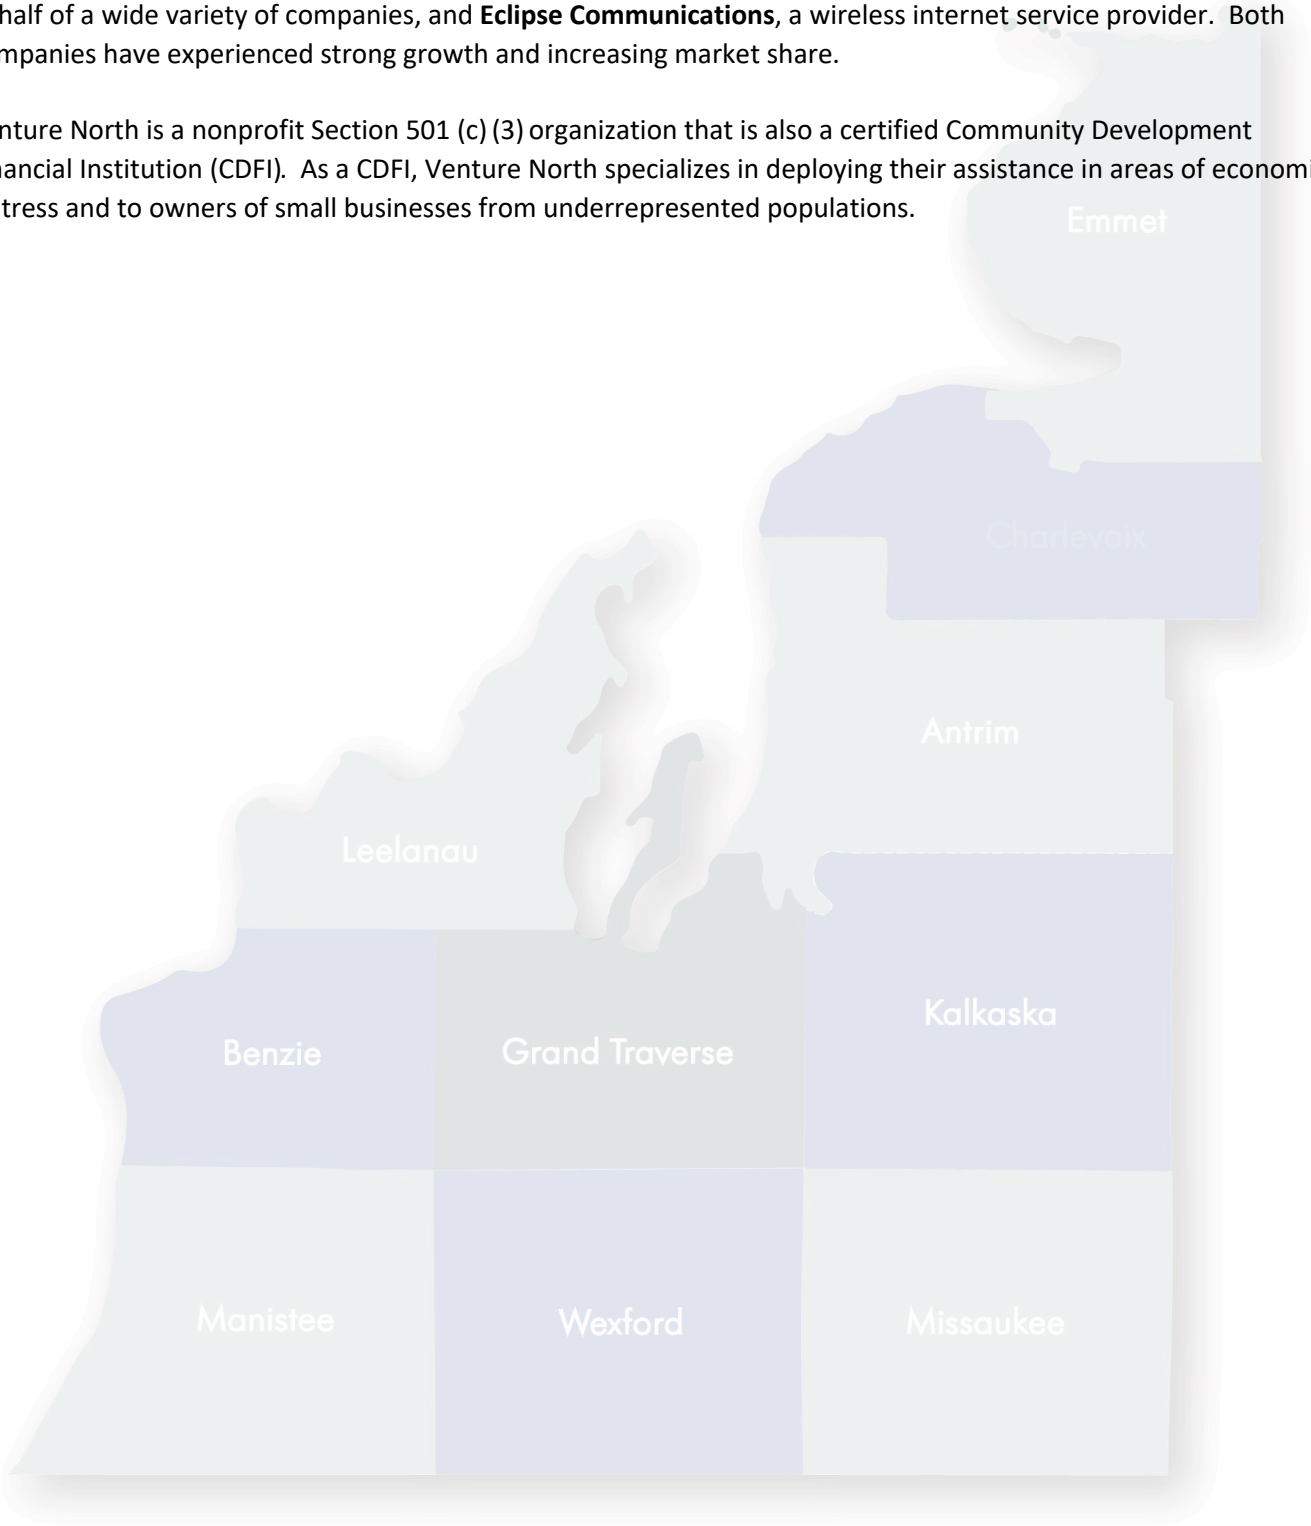 half of a wide variety of companies, and Eclipse Communications, a wireless internet service provider.  Both
mpanies have experienced strong growth and increasing market share.
nture North is a nonprofit Section 501 (c) (3) organization that is also a certified Community Development
nancial Institution (CDFI).  As a CDFI, Venture North specializes in deploying their assistance in areas of economi
tress and to owners of small businesses from underrepresented populations.
Emmet
Charlevoix
Antrim
Leelanau
Kalkaska
Benzie
Grand Traverse
Manistee
Wexford
Missaukee